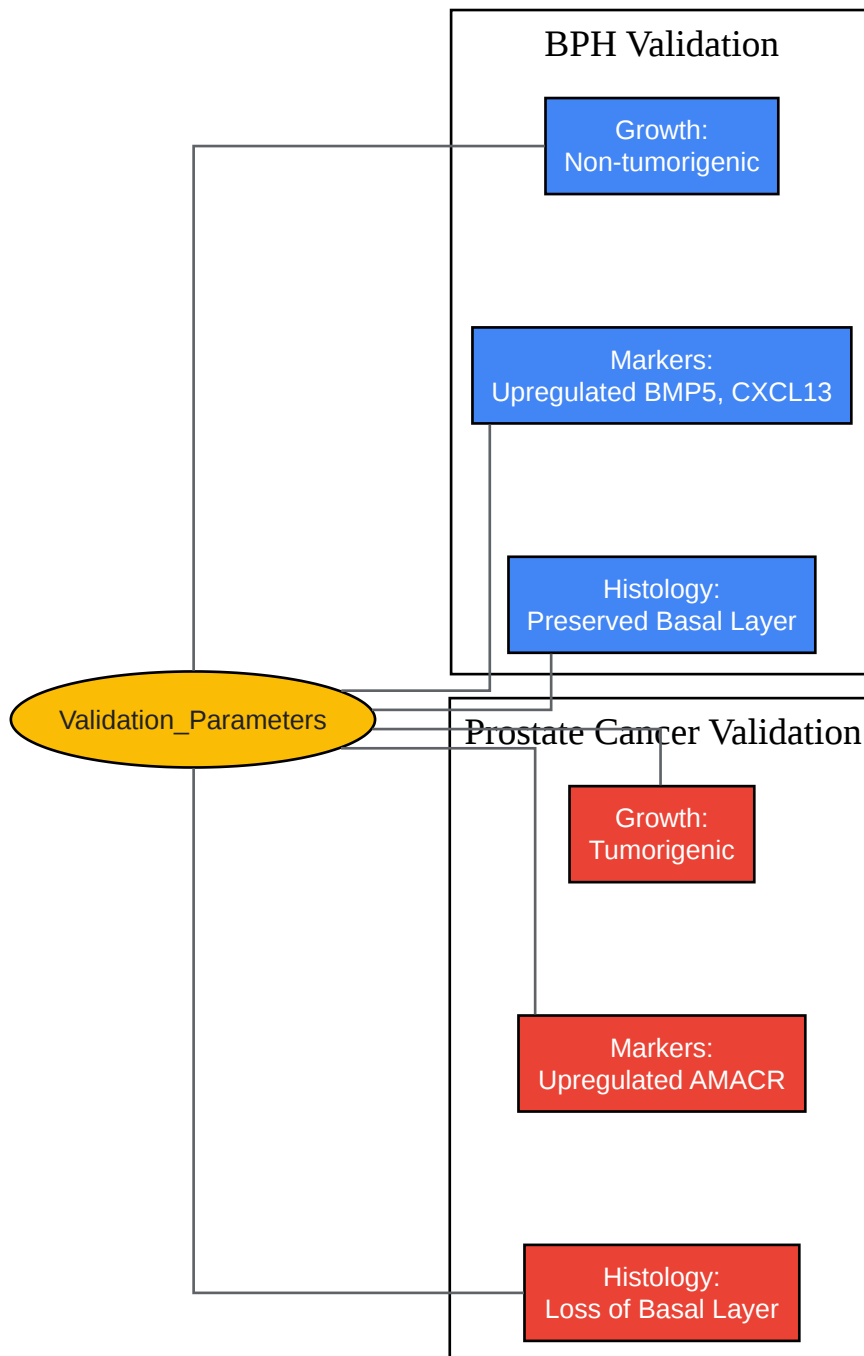 BPH Validation
Growth:
Non-tumorigenic
Markers:
Upregulated BMP5, CXCL13
Histology:
Preserved Basal Layer
Validation_Parameters
Prostate Cancer Validation
Growth:
Tumorigenic
Markers:
Upregulated AMACR
Histology:
Loss of Basal Layer